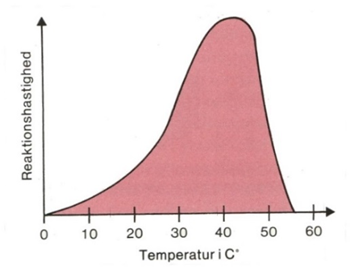 Reaktionshastighed
0 10 20 30 40 50 60
Temperatur i C°